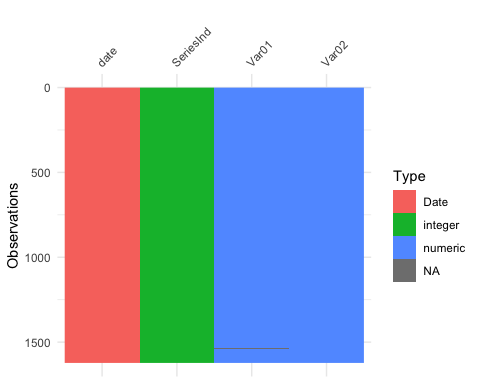 date
SeriesInd
Var01
Var02
0
500
1000
1500
Observations
Type
Date
integer
numeric
NA